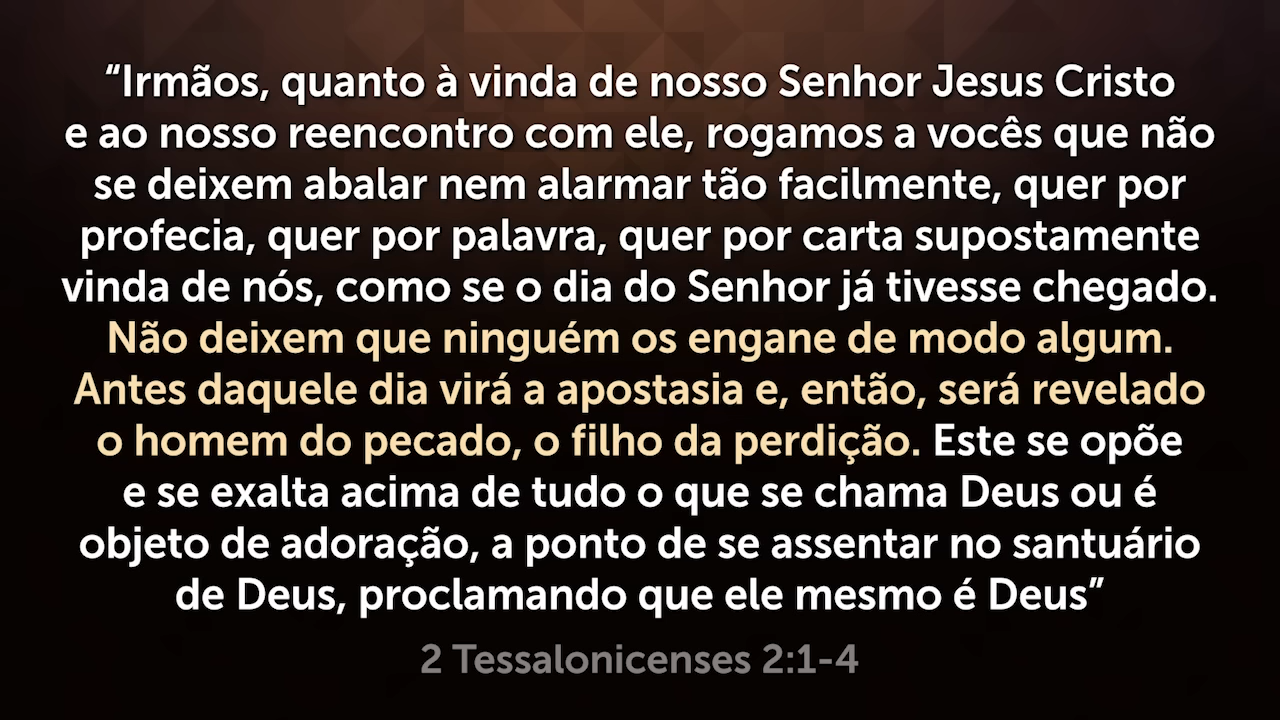 “Irmãos, quanto à vinda de nosso Senhor Jesus Cristo
e ao nosso reencontro com ele, rogamos a vocês que não
se deixem abalar nem alarmar tão facilmente, quer por
profecia, quer por palavra, quer por carta supostamente
vinda de nós, como se o dia do Senhor já tivesse chegado.
Não deixem que ninguém os engane de modo algum.
Antes daquele dia virá a apostasia e, então, será revelado
o homem do pecado, o filho da perdição. Este se opõe
e se exalta acima de tudo o que se chama Deus ou é
objeto de adoração, a ponto de se assentar no santuário
de Deus, proclamando que ele mesmo é Deus”
2 Tessalonicenses 2:1-4